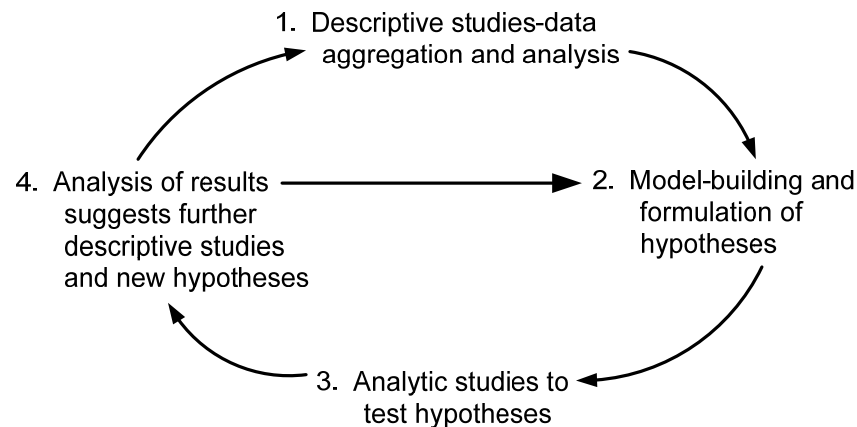 1. Descriptive studies-data
aggregation and analysis
2. Model-building and
formulation of
hypotheses
3. Analytic studies to
test hypotheses
4. Analysis of results
suggests further
descriptive studies
and new hypotheses